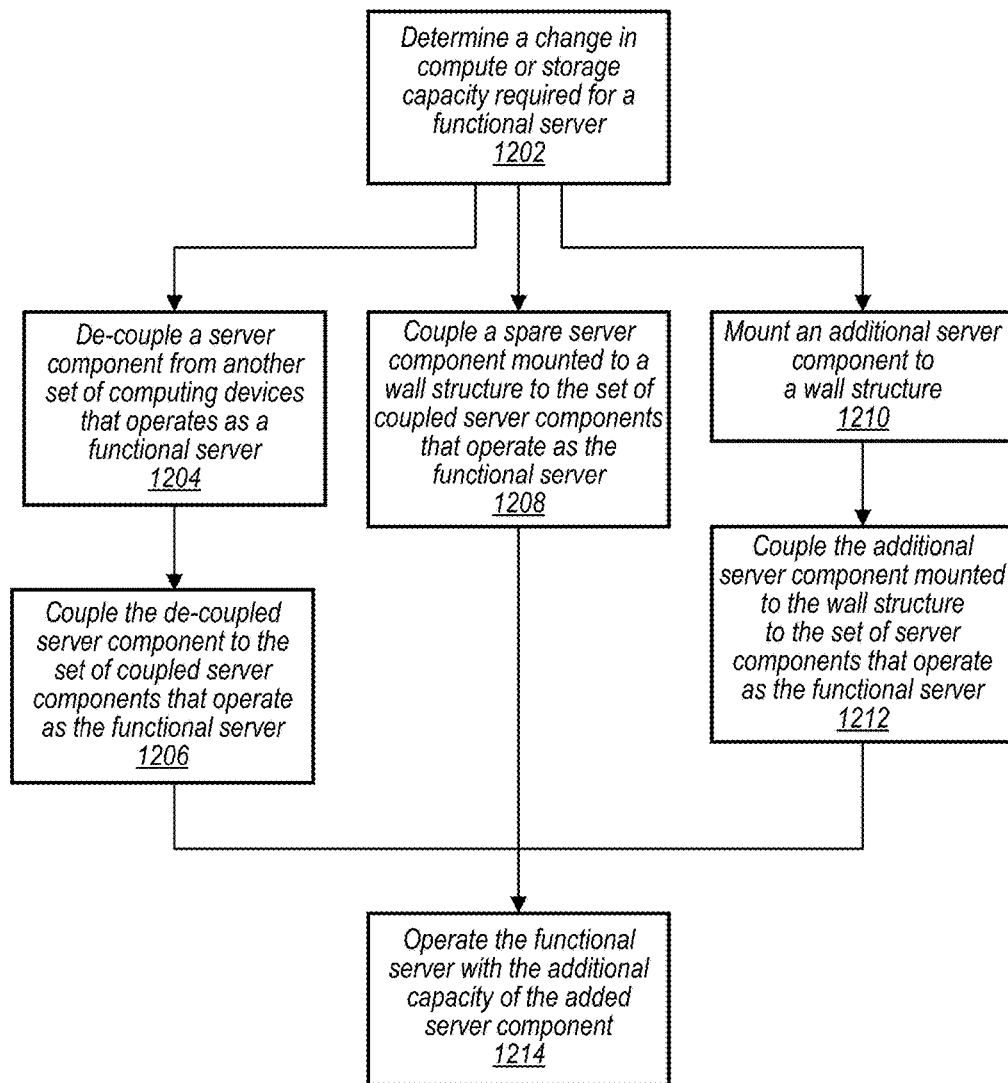 Determine a change in
compute or storage
capacity required for a
functional server
1202
De-couple a server
component from another
set of computing devices
that operates as a
functional server
1204
Couple a spare server
component mounted to a
wall structure to the set of
coupled server components
that operate as the
functional server
1208
Mount an additional server
component to
a wall structure
1210
Couple the de-coupled
server component to the
set of coupled server
components that operate
as the functional server
1206
Couple the additional
server component mounted
to the wall structure
to the set of server
components that operate
as the functional server
1212
Operate the functional
server with the additional
capacity of the added
server component
1214